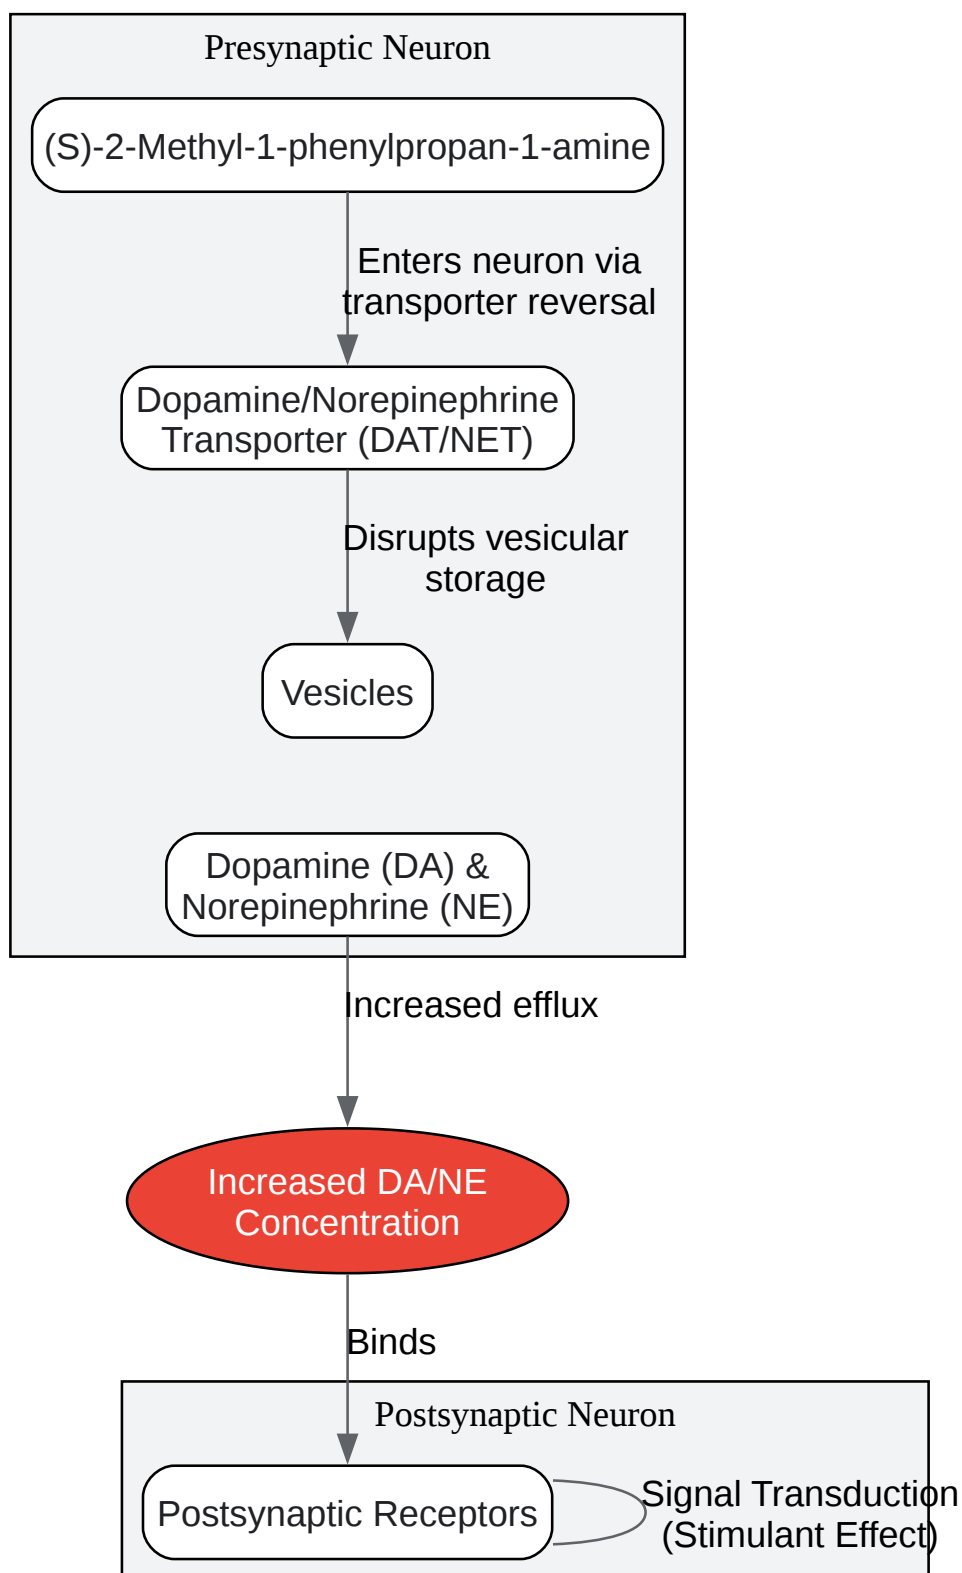 Presynaptic Neuron
(S)-2-Methyl-1-phenylpropan-1-amine
Enters neuron via
transporter reversal
Dopamine/Norepinephrine
Transporter (DAT/NET)
Disrupts vesicular
storage
Vesicles
Dopamine (DA) &
Norepinephrine (NE)
Increased efflux
Increased DA/NE
Concentration
Binds
Postsynaptic Neuron
Postsynaptic Receptors
Signal Transduction
(Stimulant Effect)